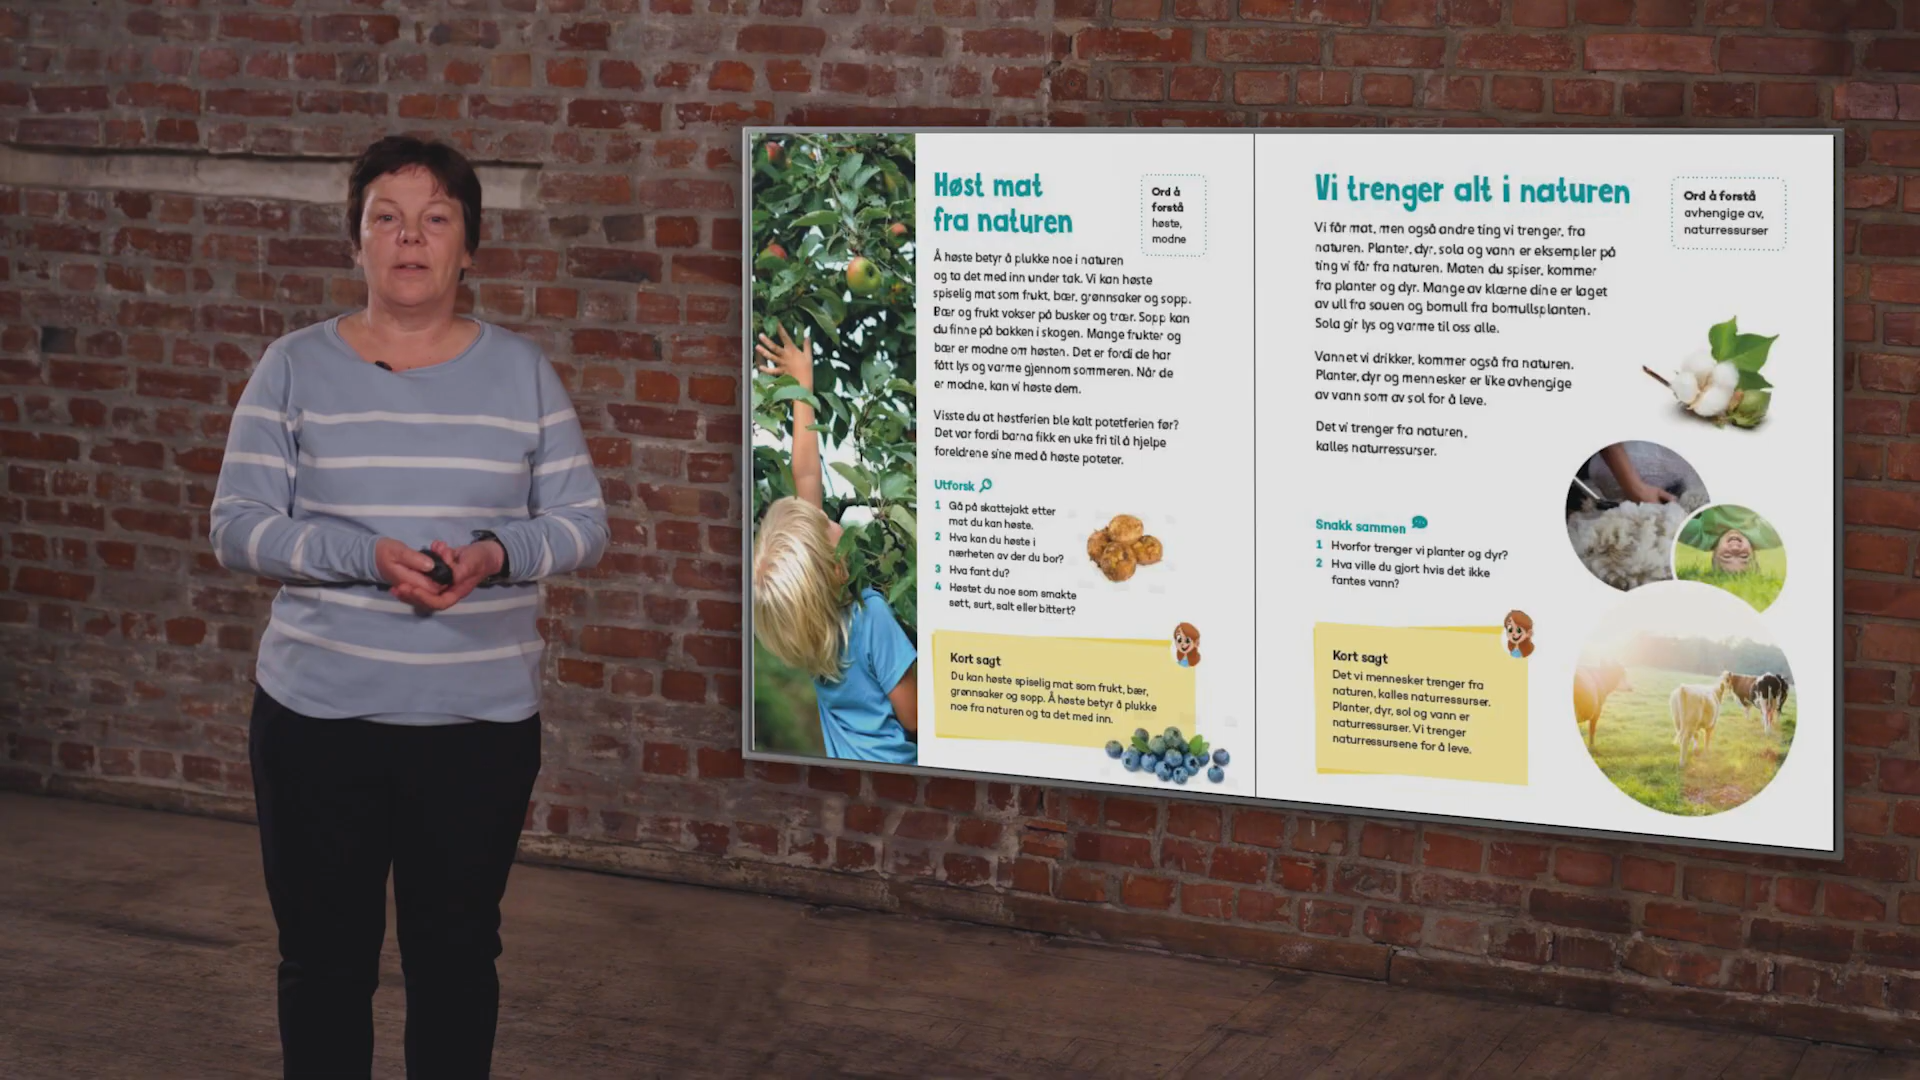 Høst mat
fra naturen
Ord å
forstå
høste,
modne
Å høste betyr å plukke noe i naturen
og ta det med inn under tak. Vi kan høste
spiselig mat som frukt, bær, grønnsaker og sopp.
Bær og frukt vokser på busker og trær. Sopp kan
du finne på bakken i skogen. Mange frukter og
bær er modne om høsten. Det er fordi de har
fått lys og varme gjennom sommeren. Når de
er modne, kan vi høste dem.
Visste du at høstferien ble kalt potetferien før?
Det var fordi barna fikk en uke fri til å hjelpe
foreldrene sine med å høste poteter.
Utforsk
1 Gå på skattejakt etter
mat du kan høste.
2 Hva kan du høste i
nærheten av der du bor?
3 Hva fant du?
4 Høstet du noe som smakte
søtt, surt, salt eller bittert?
Kort sagt
Du kan høste spiselig mat som frukt, bær,
grønnsaker og sopp. Å høste betyr å plukke
noe fra naturen og ta det med inn.
Vi trenger alt i naturen
Ord å forstå
avhengige av,
naturressurser
Vi får mat, men også andre ting vi trenger, fra
naturen. Planter, dyr, sola og vann er eksempler på
ting vi får fra naturen. Maten du spiser, kommer
fra planter og dyr. Mange av klærne dine er laget
av ull fra sauen og bomull fra bomullsplanten.
Sola gir lys og varme til oss alle.
Vannet vi drikker, kommer også fra naturen.
Planter, dyr og mennesker er like avhengige
av vann som av sol for å leve.
Det vi trenger fra naturen,
kalles naturressurser.
Snakk sammen
1 Hvorfor trenger vi planter og dyr?
2 Hva ville du gjort hvis det ikke
fantes vann?
Kort sagt
Det vi mennesker trenger fra
naturen, kalles naturressurser.
Planter, dyr, sol og vann er
naturressurser. Vi trenger
naturressursene for å leve.